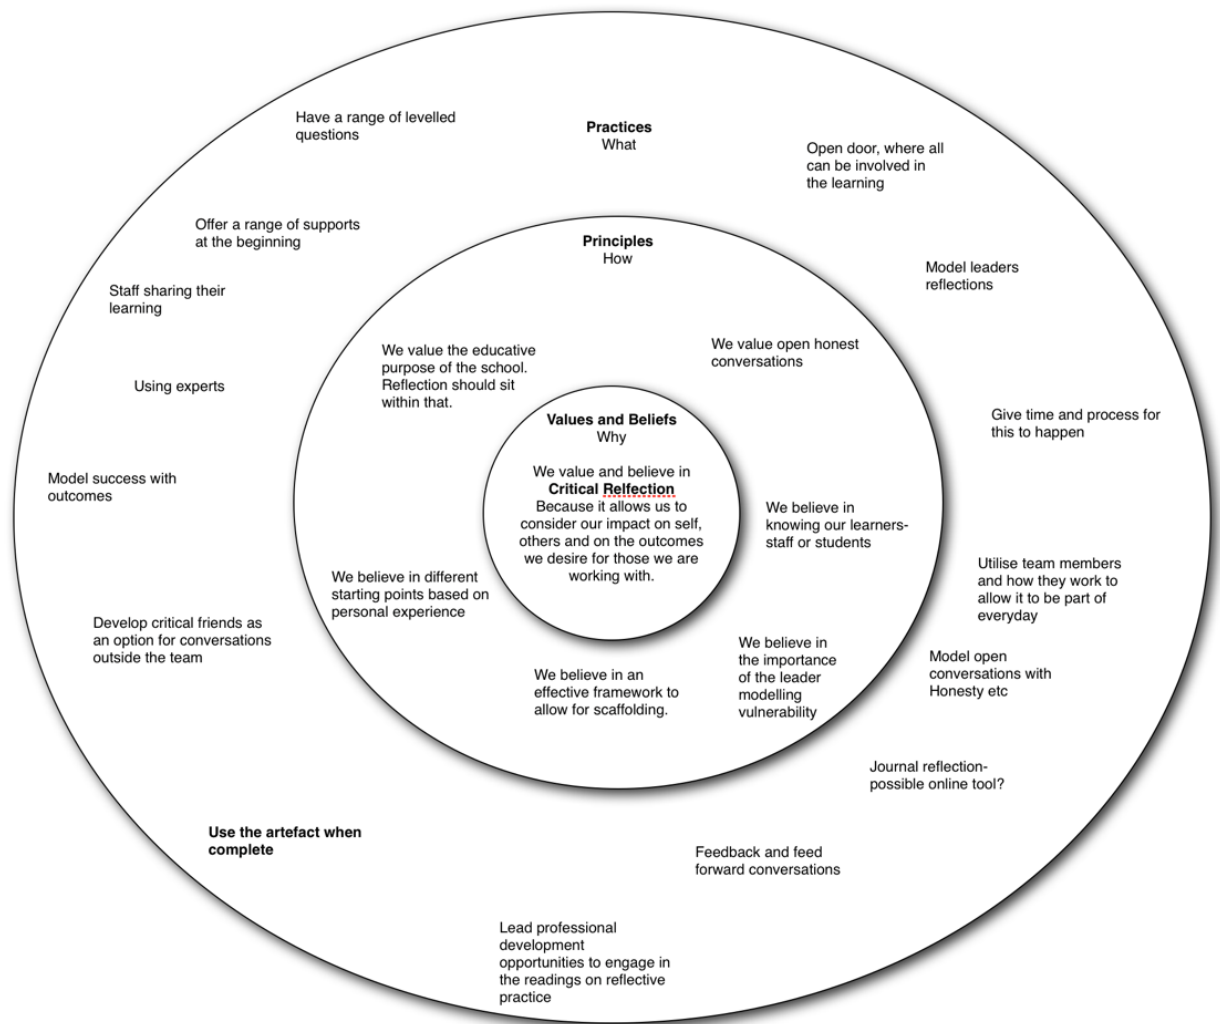 Practices
What
Have a range of levelled
questions
Offer a range of supports
at the beginning
Staff sharing their
learning
Using experts
Model success with
outcomes
Develop critical friends as
an option for conversations
outside the team
Use the artefact when
complete
Lead professional
development
opportunities to engage in
the readings on reflective
practice
Feedback and feed
forward conversations
Journal reflection-
possible online tool?
Model open
conversations with
Honesty etc
Utilise team members
and how they work to
allow it to be part of
everyday
Give time and process for
this to happen
Model leaders
reflections
Open door, where all
can be involved in
the learning
Principles
How
We value the educative
purpose of the school.
Reflection should sit
within that.
We value open honest
conversations
We believe in
knowing our learners-
staff or students
We believe in
the importance
of the leader
modelling
vulnerability
We believe in an
effective framework to
allow for scaffolding.
We believe in different
starting points based on
personal experience
Values and Beliefs
Why
We value and believe in
Critical Relfection
Because it allows us to
consider our impact on self,
others and on the outcomes
we desire for those we are
working with.